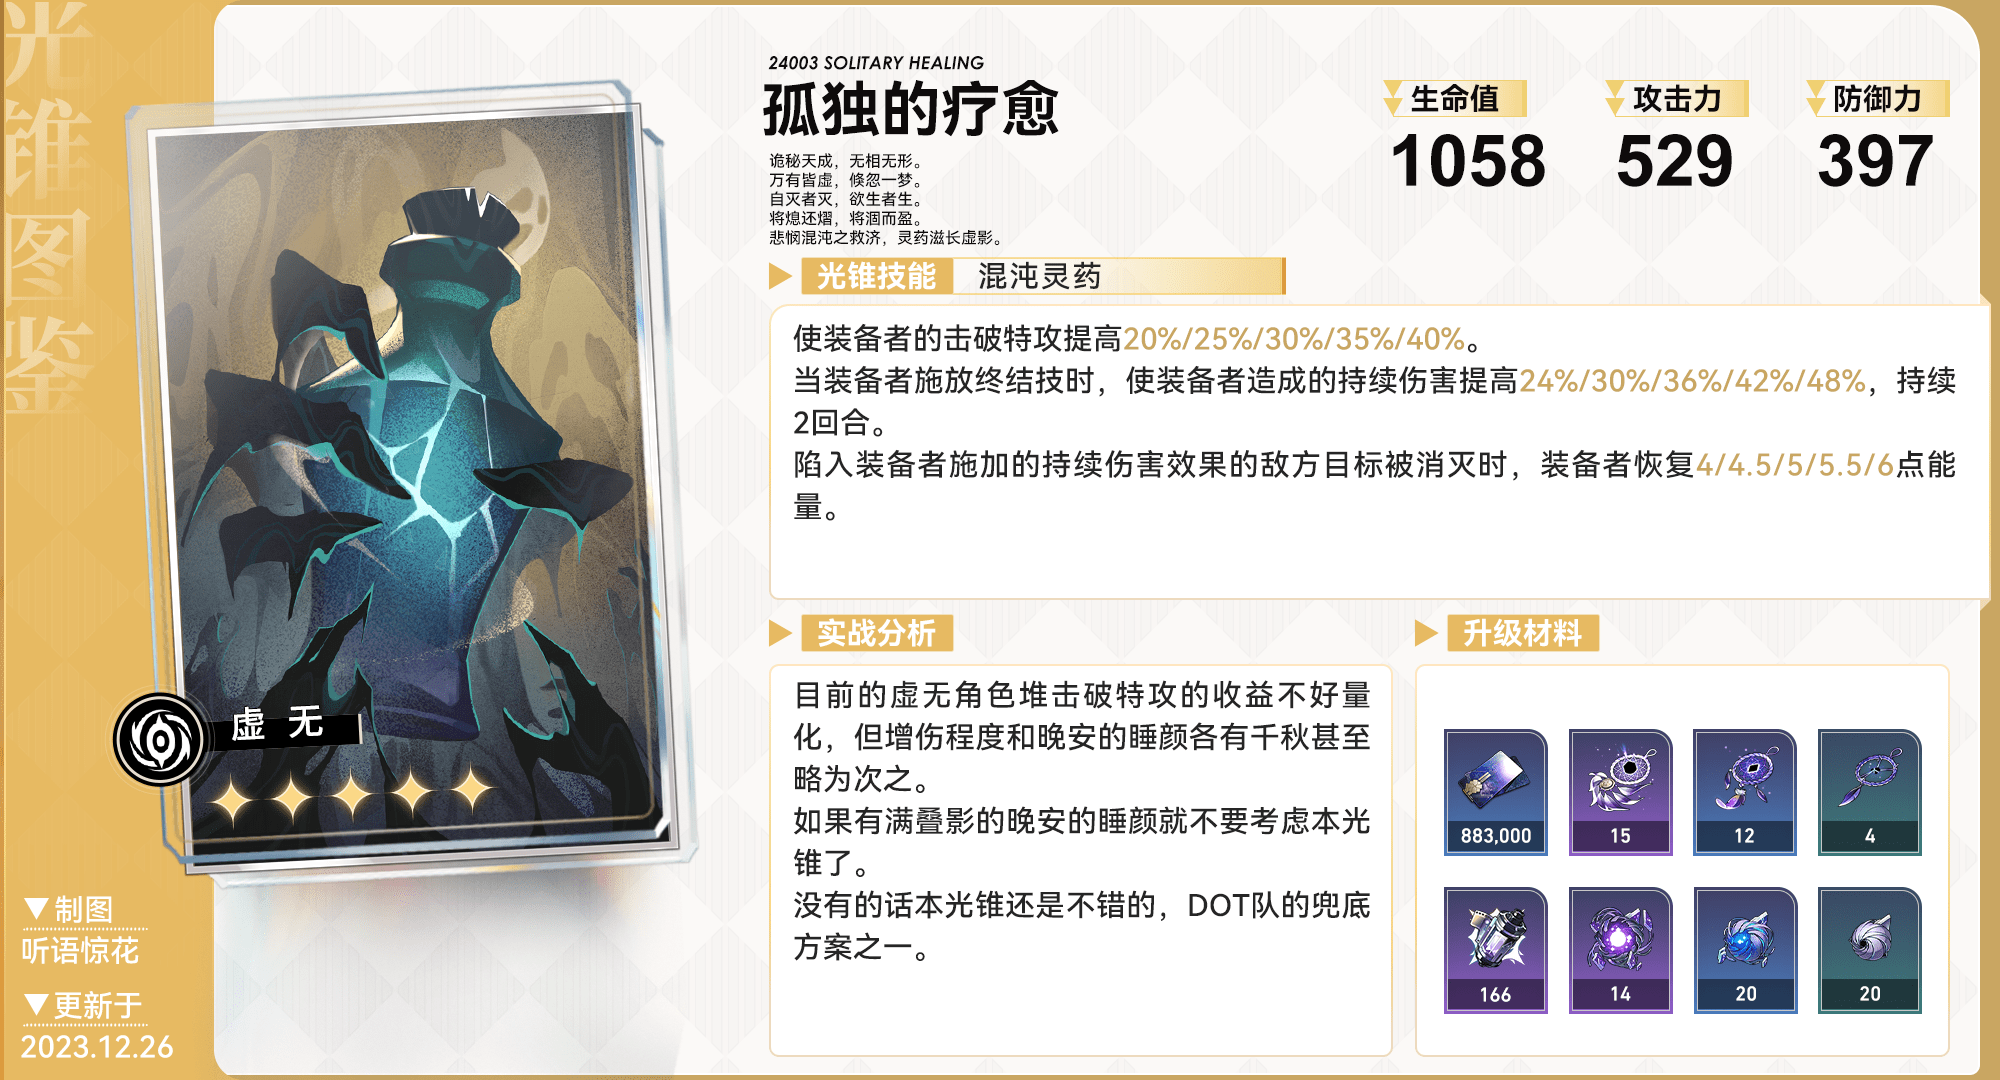 光锥图鉴
24003 SOLITARY HEALING
孤独的疗愈
诡秘天成，无相无形。
万有皆虚，倏忽一梦。
自灭者灭，欲生者生。
将熄还熠，将涸而盈。
悲悯混沌之救济，灵药滋长虚影。
生命值
1058
攻击力
529
防御力
397
光锥技能
混沌灵药
使装备者的击破特攻提高20%/25%/30%/35%/40%。
当装备者施放终结技时，使装备者造成的持续伤害提高24%/30%/36%/42%/48%，持续
2回合。
陷入装备者施加的持续伤害效果的敌方目标被消灭时，装备者恢复4/4.5/5/5.5/6点能
量。
虚无
实战分析
目前的虚无角色堆击破特攻的收益不好量
化，但增伤程度和晚安的睡颜各有千秋甚至
略为次之。
如果有满叠影的晚安的睡颜就不要考虑本光
锥了。
没有的话本光锥还是不错的，DOT队的兜底
方案之一。
升级材料
883,000
15
12
4
166
14
20
20
▼制图
听语惊花
▼更新于
2023.12.26